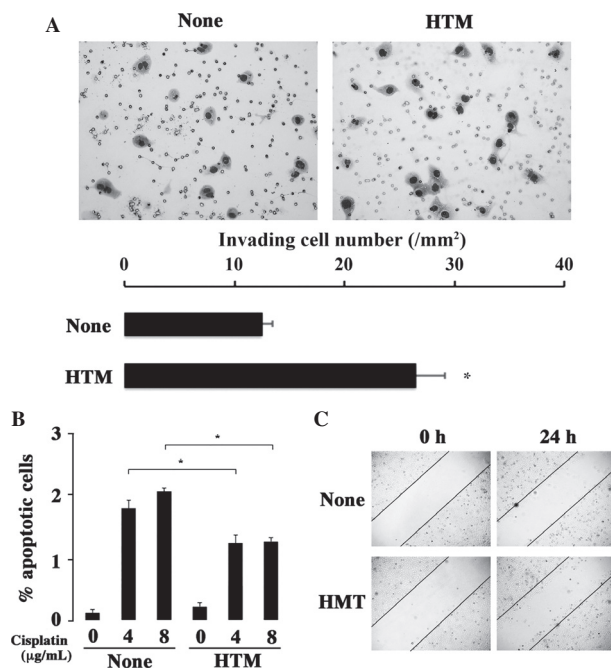 A
None HTM
Invading cell number (/mm²)
0 10 20 30 40
None
HTM *
B
3
2
1
0
% apoptotic cells
* *
Cisplatin
(μg/mL)
0 4 8 0 4 8
None HTM
C
0 h 24 h
None
HMT